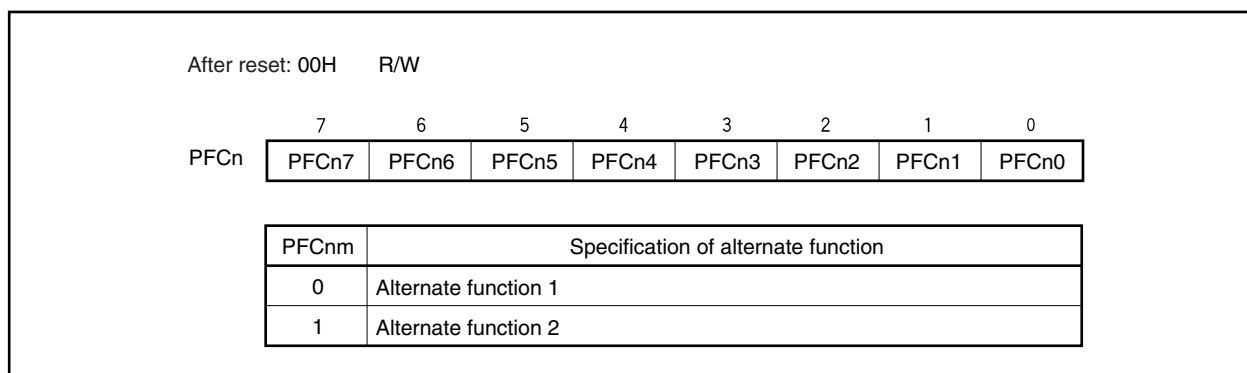 After reset: 00H R/W
7 6 5 4 3 2 1 0
PFCn PFCn7 PFCn6 PFCn5 PFCn4 PFCn3 PFCn2 PFCn1 PFCn0
PFCnm Specification of alternate function
0 Alternate function 1
1 Alternate function 2